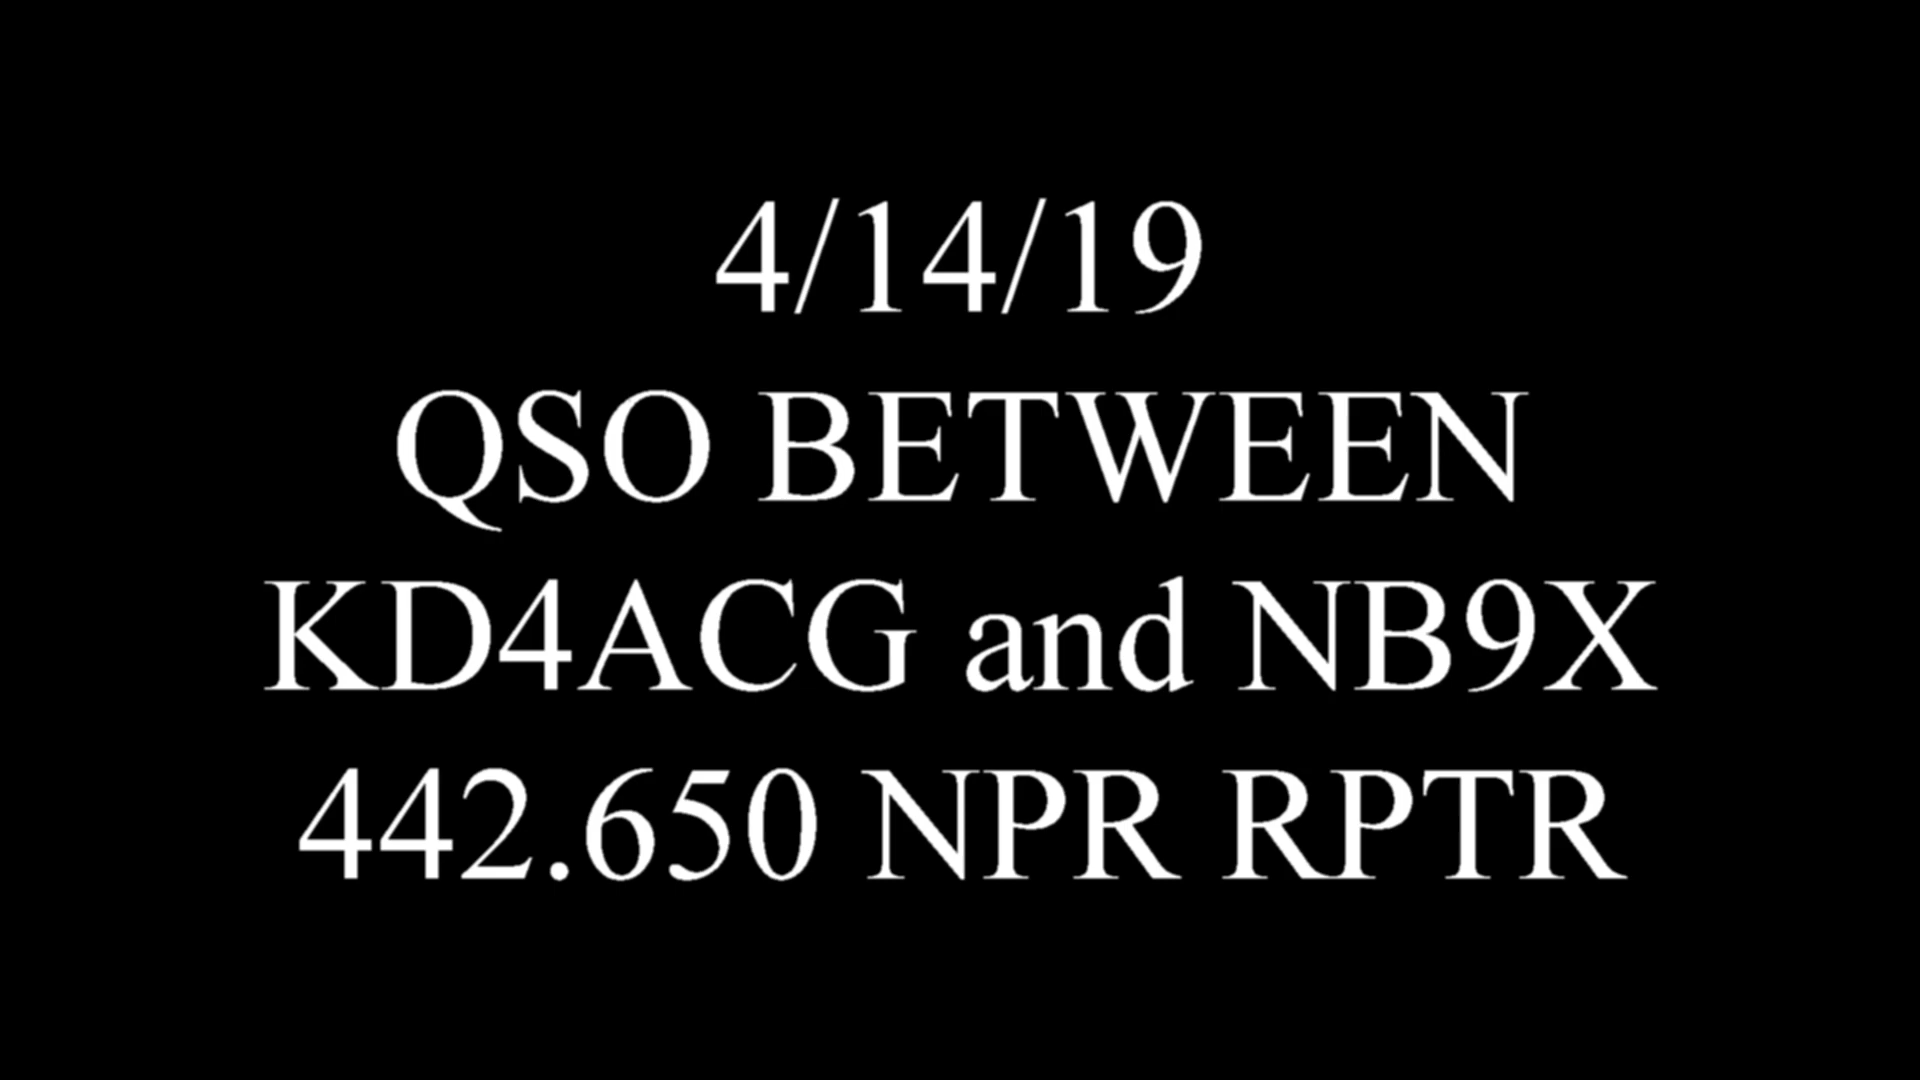 4/14/19
QSO BETWEEN
KD4ACG and NB9X
442.650 NPR RPTR